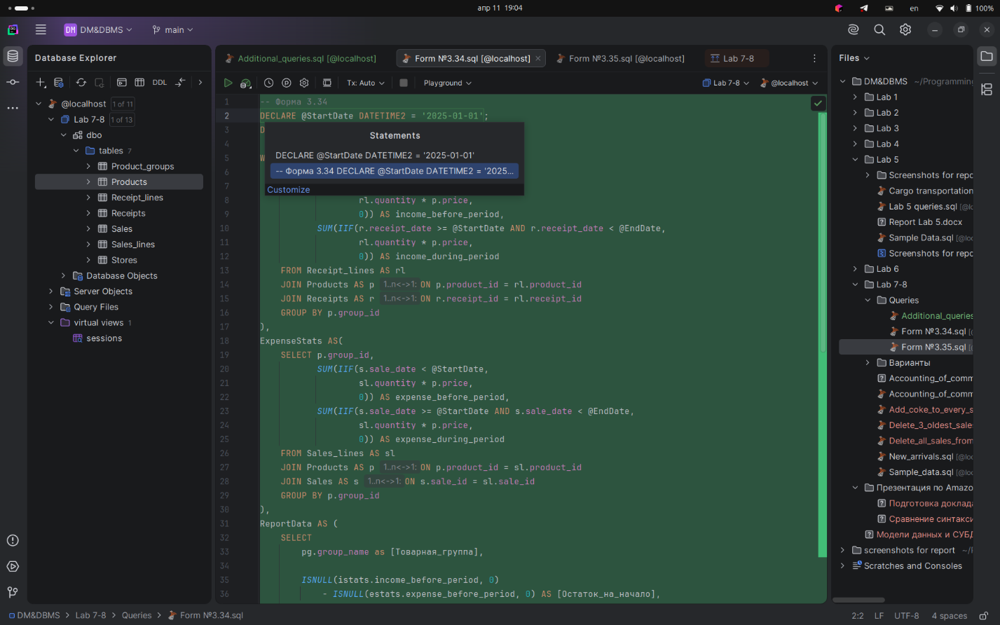 апр 11 19:04
en
100%
DM DM&DBMS
main
Database Explorer
DDL
@localhost 1 of 11
Lab 7-8 1 of 13
dbo
tables 7
Product_groups
Products
Receipt_lines
Receipts
Sales
Sales_lines
Stores
Database Objects
Server Objects
Query Files
virtual views 1
sessions
Additional_queries.sql [@localhost]
Form №3.34.sql [@localhost]
Form №3.35.sql [@localhost]
Lab 7-8
Tx: Auto
Playground
Lab 7-8
@localhost
1 -- Форма 3.34
2 DECLARE @StartDate DATETIME2 = '2025-01-01';
3 D
4
5 W
6
7
Statements
DECLARE @StartDate DATETIME2 = '2025-01-01'
-- Форма 3.34 DECLARE @StartDate DATETIME2 = '2025...
Customize
8 rl.quantity * p.price,
9 0)) AS income_before_period,
10 SUM(IIF(r.receipt_date >= @StartDate AND r.receipt_date < @EndDate,
11 rl.quantity * p.price,
12 0)) AS income_during_period
13 FROM Receipt_lines AS rl
14 JOIN Products AS p 1..n<->1: ON p.product_id = rl.product_id
15 JOIN Receipts AS r 1..n<->1: ON r.receipt_id = rl.receipt_id
16 GROUP BY p.group_id
17 ),
18 ExpenseStats AS(
19 SELECT p.group_id,
20 SUM(IIF(s.sale_date < @StartDate,
21 sl.quantity * p.price,
22 0)) AS expense_before_period,
23 SUM(IIF(s.sale_date >= @StartDate AND s.sale_date < @EndDate,
24 sl.quantity * p.price,
25 0)) AS expense_during_period
26 FROM Sales_lines AS sl
27 JOIN Products AS p 1..n<->1: ON p.product_id = sl.product_id
28 JOIN Sales AS s 1..n<->1: ON s.sale_id = sl.sale_id
29 GROUP BY p.group_id
30 ),
31 ReportData AS (
32 SELECT
33 pg.group_name as [Товарная_группа],
34
35 ISNULL(istats.income_before_period, 0)
36 - ISNULL(estats.expense_before_period, 0) AS [Остаток_на_начало],
Files
DM&DBMS ~/Programming
Lab 1
Lab 2
Lab 3
Lab 4
Lab 5
Screenshots for repo
Cargo transportation
Lab 5 queries.sql [@lo
Report Lab 5.docx
Sample Data.sql [@loc
Screenshots for repo
Lab 6
Lab 7-8
Queries
Additional_queries
Form №3.34.sql [@
Form №3.35.sql [@
Варианты
Accounting_of_comm
Accounting_of_comm
Add_coke_to_every_s
Delete_3_oldest_sale
Delete_all_sales_from
New_arrivals.sql [@loc
Sample_data.sql [@loc
Презентация по Amazo
Подготовка доклада
Сравнение синтакси
Модели данных и СУБД
screenshots for report
Scratches and Consoles
DM&DBMS > Lab 7-8 > Queries > Form №3.34.sql
2:2 LF UTF-8 4 spaces